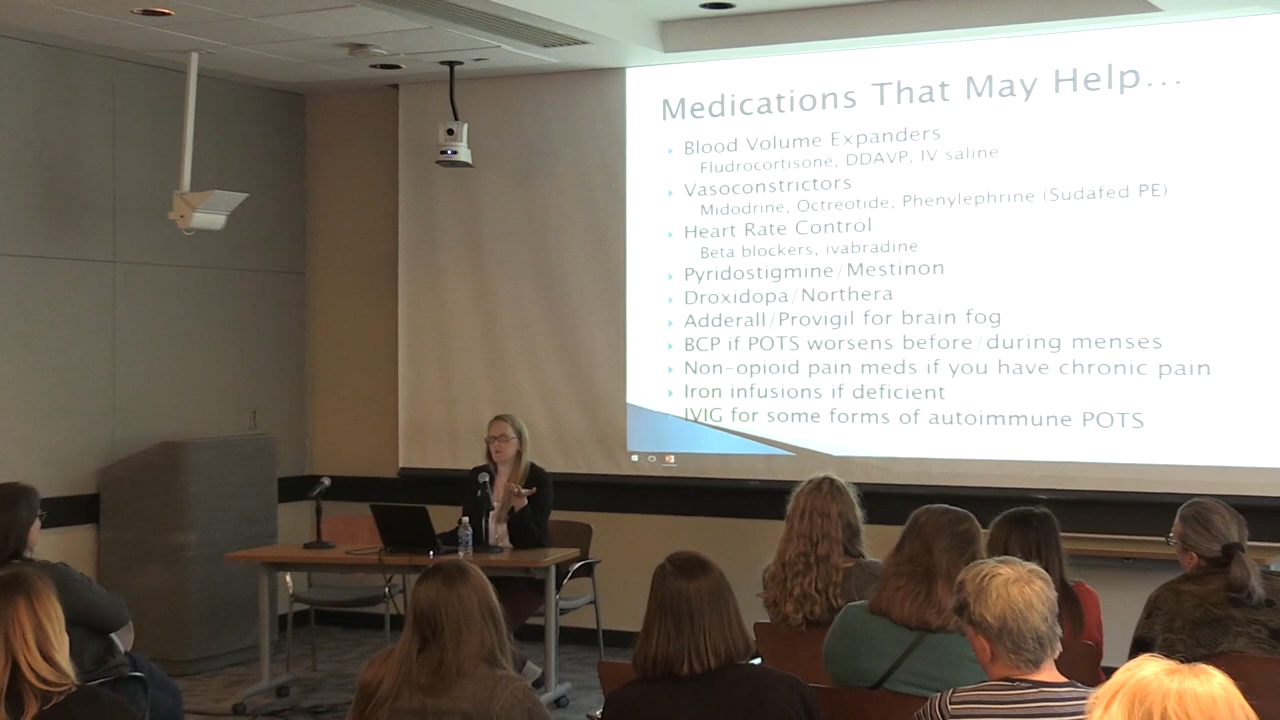 Medications That May Help...
Blood Volume Expanders
Fludrocortisone, DDAVP, IV saline
Vasoconstrictors
Midodrine, Octreotide, Phenylephrine (Sudafed PE)
Heart Rate Control
Beta blockers, ivabradine
Pyridostigmine/Mestinon
Droxidopa/Northera
Adderall/Provigil for brain fog
BCP if POTS worsens before/during menses
Non-opioid pain meds if you have chronic pain
Iron infusions if deficient
IVIG for some forms of autoimmune POTS